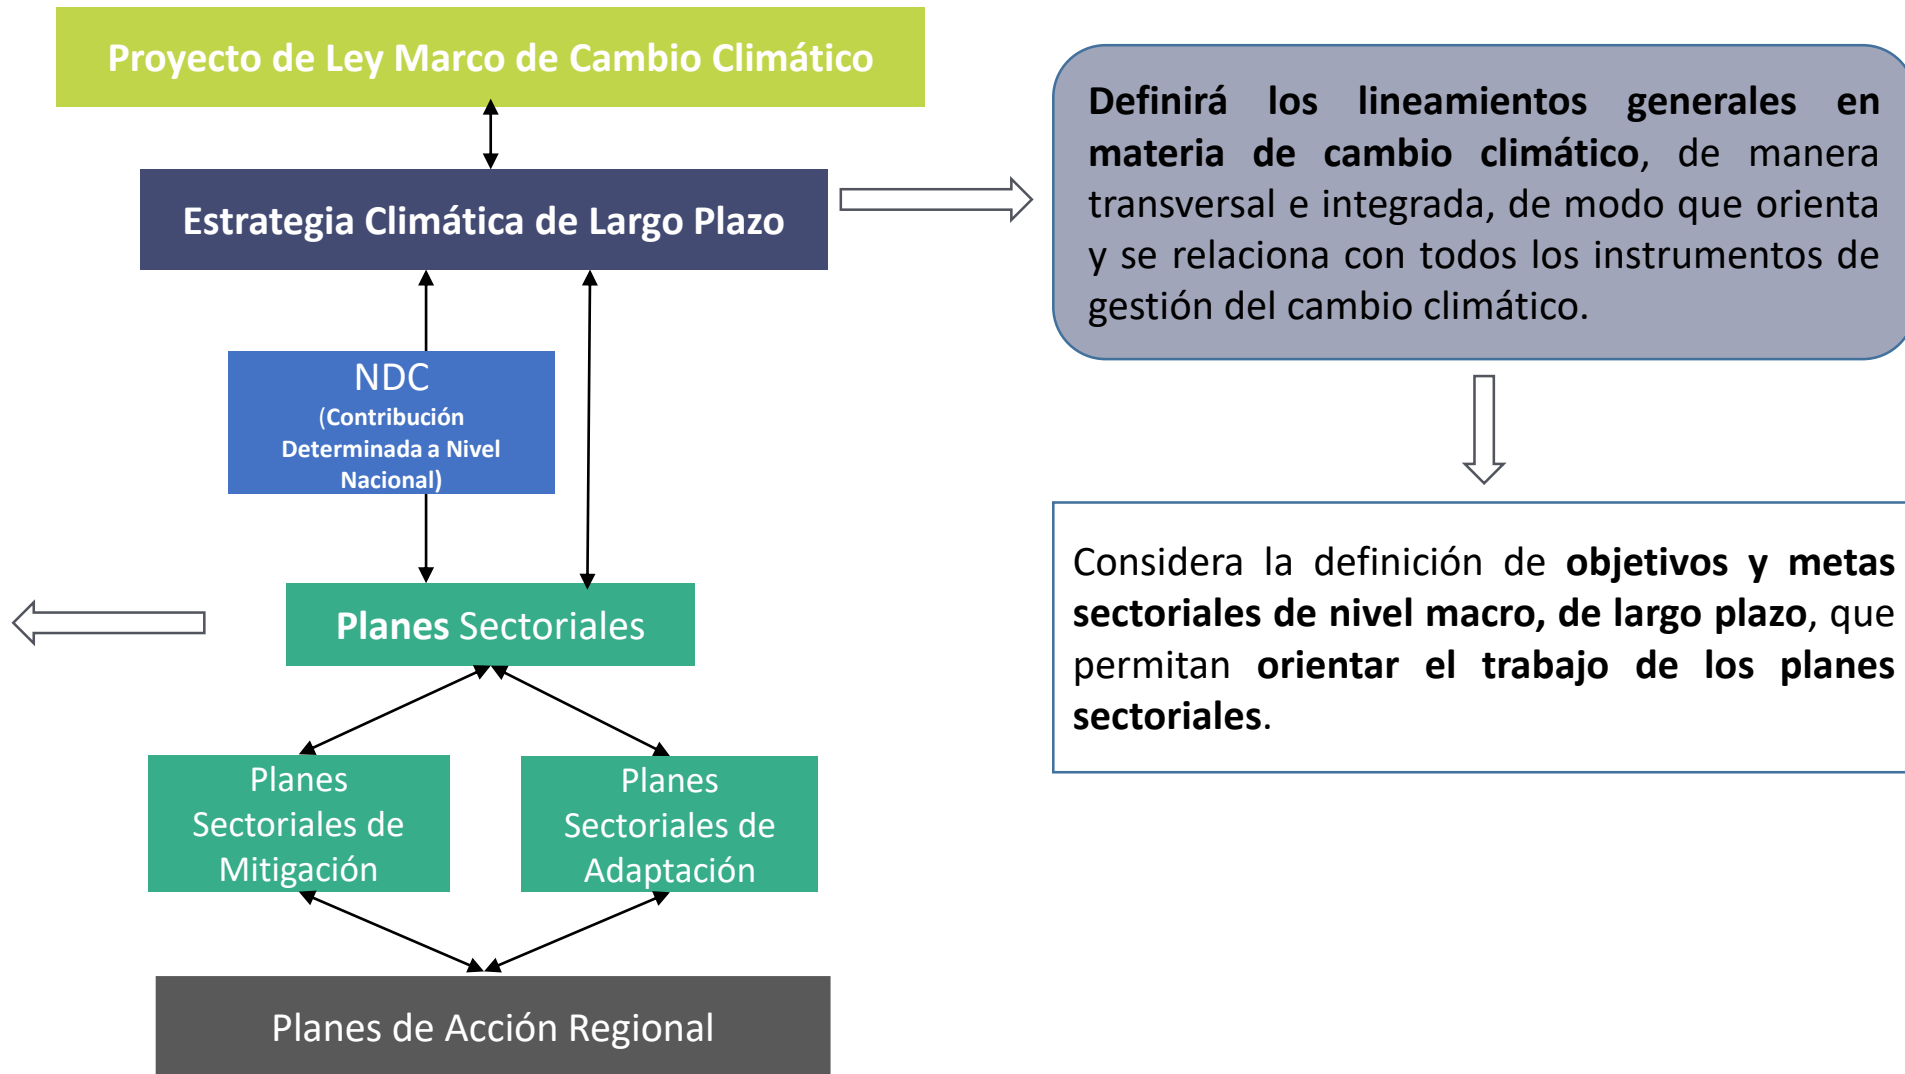 Proyecto de Ley Marco de Cambio Climático
Estrategia Climática de Largo Plazo
NDC
(Contribución
Determinada a Nivel
Nacional)
Planes Sectoriales
Planes
Sectoriales de
Mitigación
Planes
Sectoriales de
Adaptación
Planes de Acción Regional
Definirá los lineamientos generales en
materia de cambio climático, de manera
transversal e integrada, de modo que orienta
y se relaciona con todos los instrumentos de
gestión del cambio climático.
Considera la definición de objetivos y metas
sectoriales de nivel macro, de largo plazo, que
permitan orientar el trabajo de los planes
sectoriales.